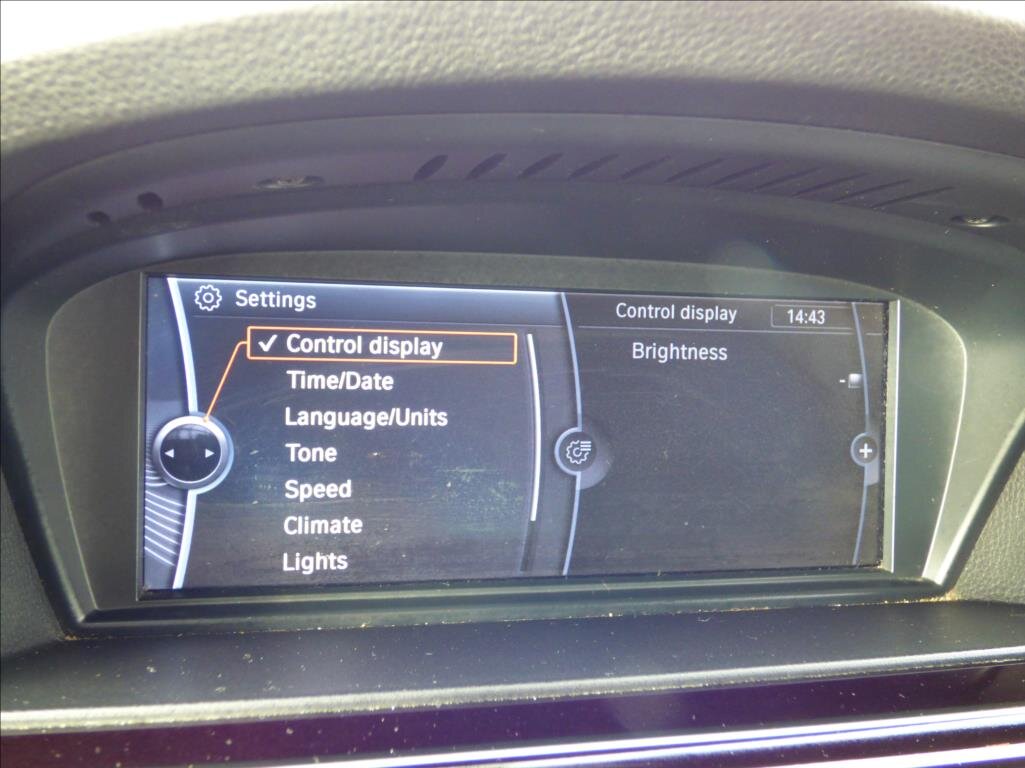 Settings
Control display
14:43
✓ Control display
Brightness
Time/Date
-
Language/Units
Tone
+
Speed
Climate
Lights